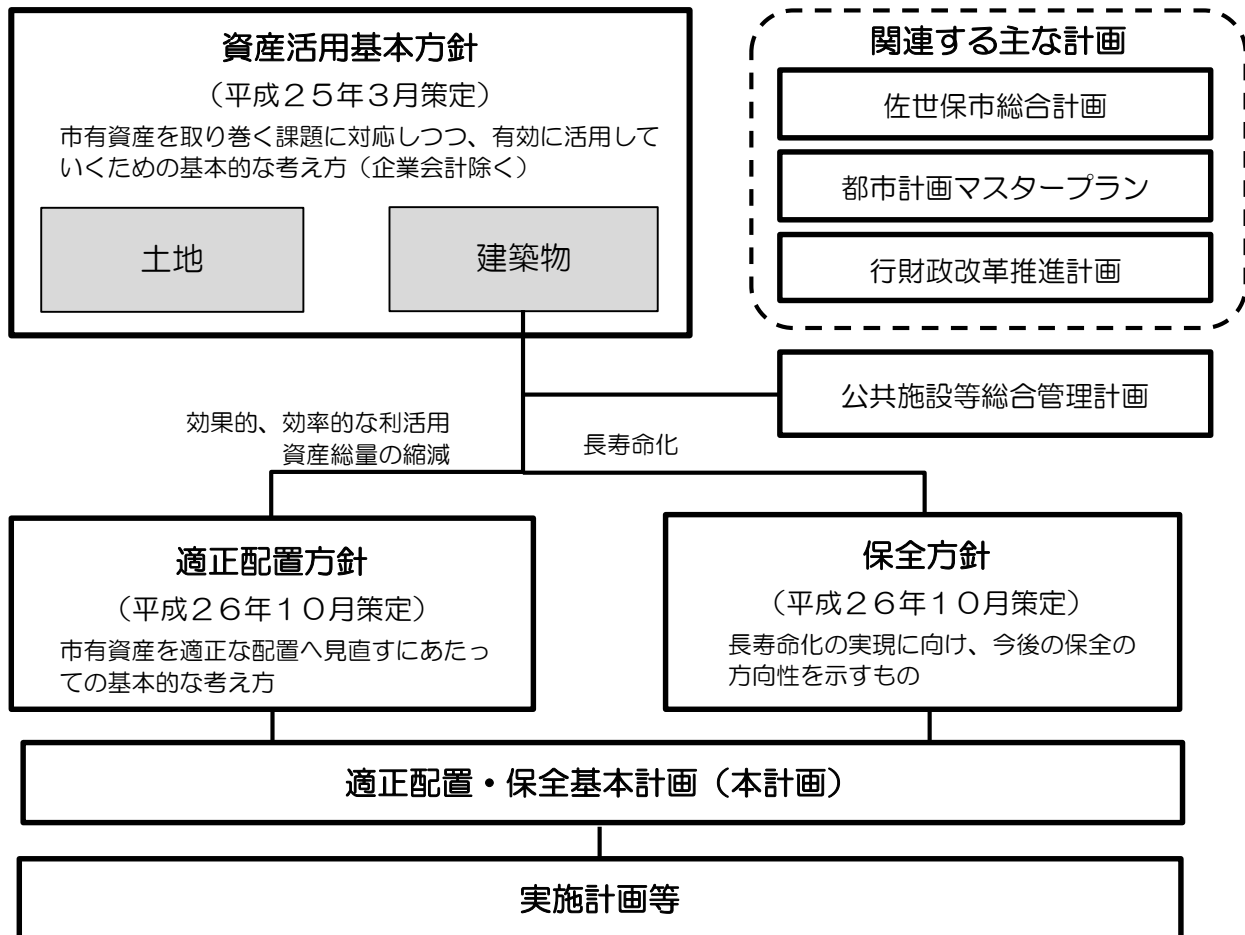 資産活用基本方針
（平成２５年３月策定）
市有資産を取り巻く課題に対応しつつ、有効に活用して
いくための基本的な考え方（企業会計除く）
土地
建築物
関連する主な計画
佐世保市総合計画
都市計画マスタープラン
行財政改革推進計画
公共施設等総合管理計画
効果的、効率的な利活用
資産総量の縮減
長寿命化
適正配置方針
（平成２６年１０月策定）
市有資産を適正な配置へ見直すにあたっ
ての基本的な考え方
保全方針
（平成２６年１０月策定）
長寿命化の実現に向け、今後の保全の
方向性を示すもの
適正配置・保全基本計画（本計画）
実施計画等